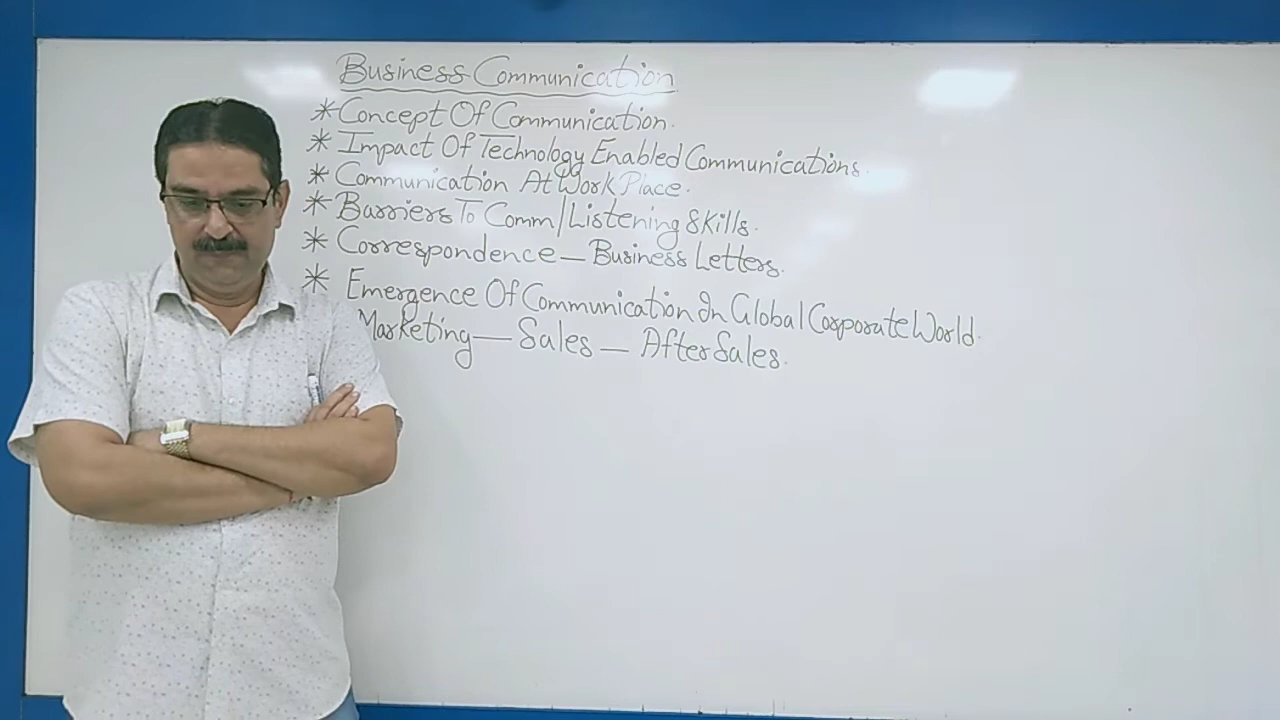 Business Communication
* Concept Of Communication.
* Impact Of Technology Enabled Communications.
* Communication At Work Place.
* Barriers To Comm/Listening Skills.
* Correspondence — Business Letters.
* Emergence Of Communication In Global Corporate World.
Marketing — Sales — After Sales.